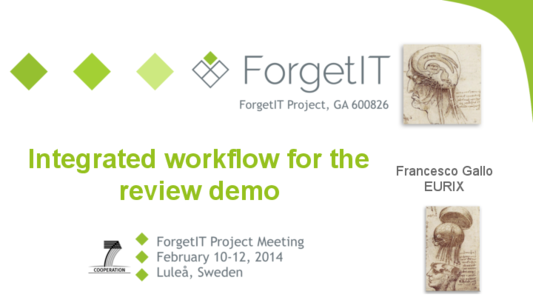 ForgetIT
ForgetIT Project, GA 600826
Integrated workflow for the
review demo
Francesco Gallo
EURIX
7
COOPERATION
ForgetIT Project Meeting
February 10-12, 2014
Luleå, Sweden